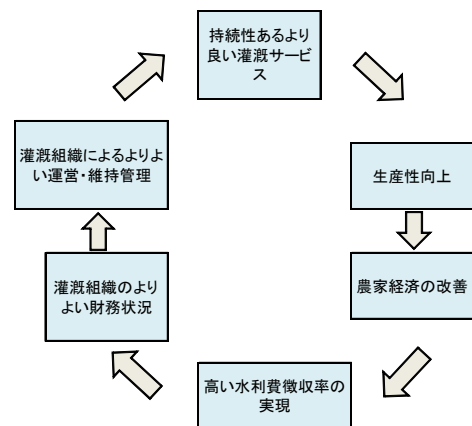 持続性あるより
良い灌漑サービ
ス
生産性向上
農家経済の改善
高い水利費徴収率の
実現
灌漑組織のより
よい財務状況
灌漑組織によるよりよ
い運営・維持管理